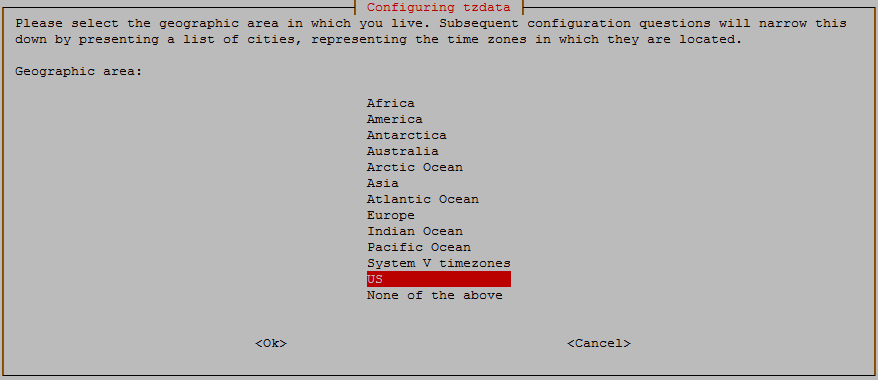 Configuring tzdata
Please select the geographic area in which you live. Subsequent configuration questions will narrow this
down by presenting a list of cities, representing the time zones in which they are located.
Geographic area:
Africa
America
Antarctica
Australia
Arctic Ocean
Asia
Atlantic Ocean
Europe
Indian Ocean
Pacific Ocean
System V timezones
US
None of the above
<Ok> <Cancel>